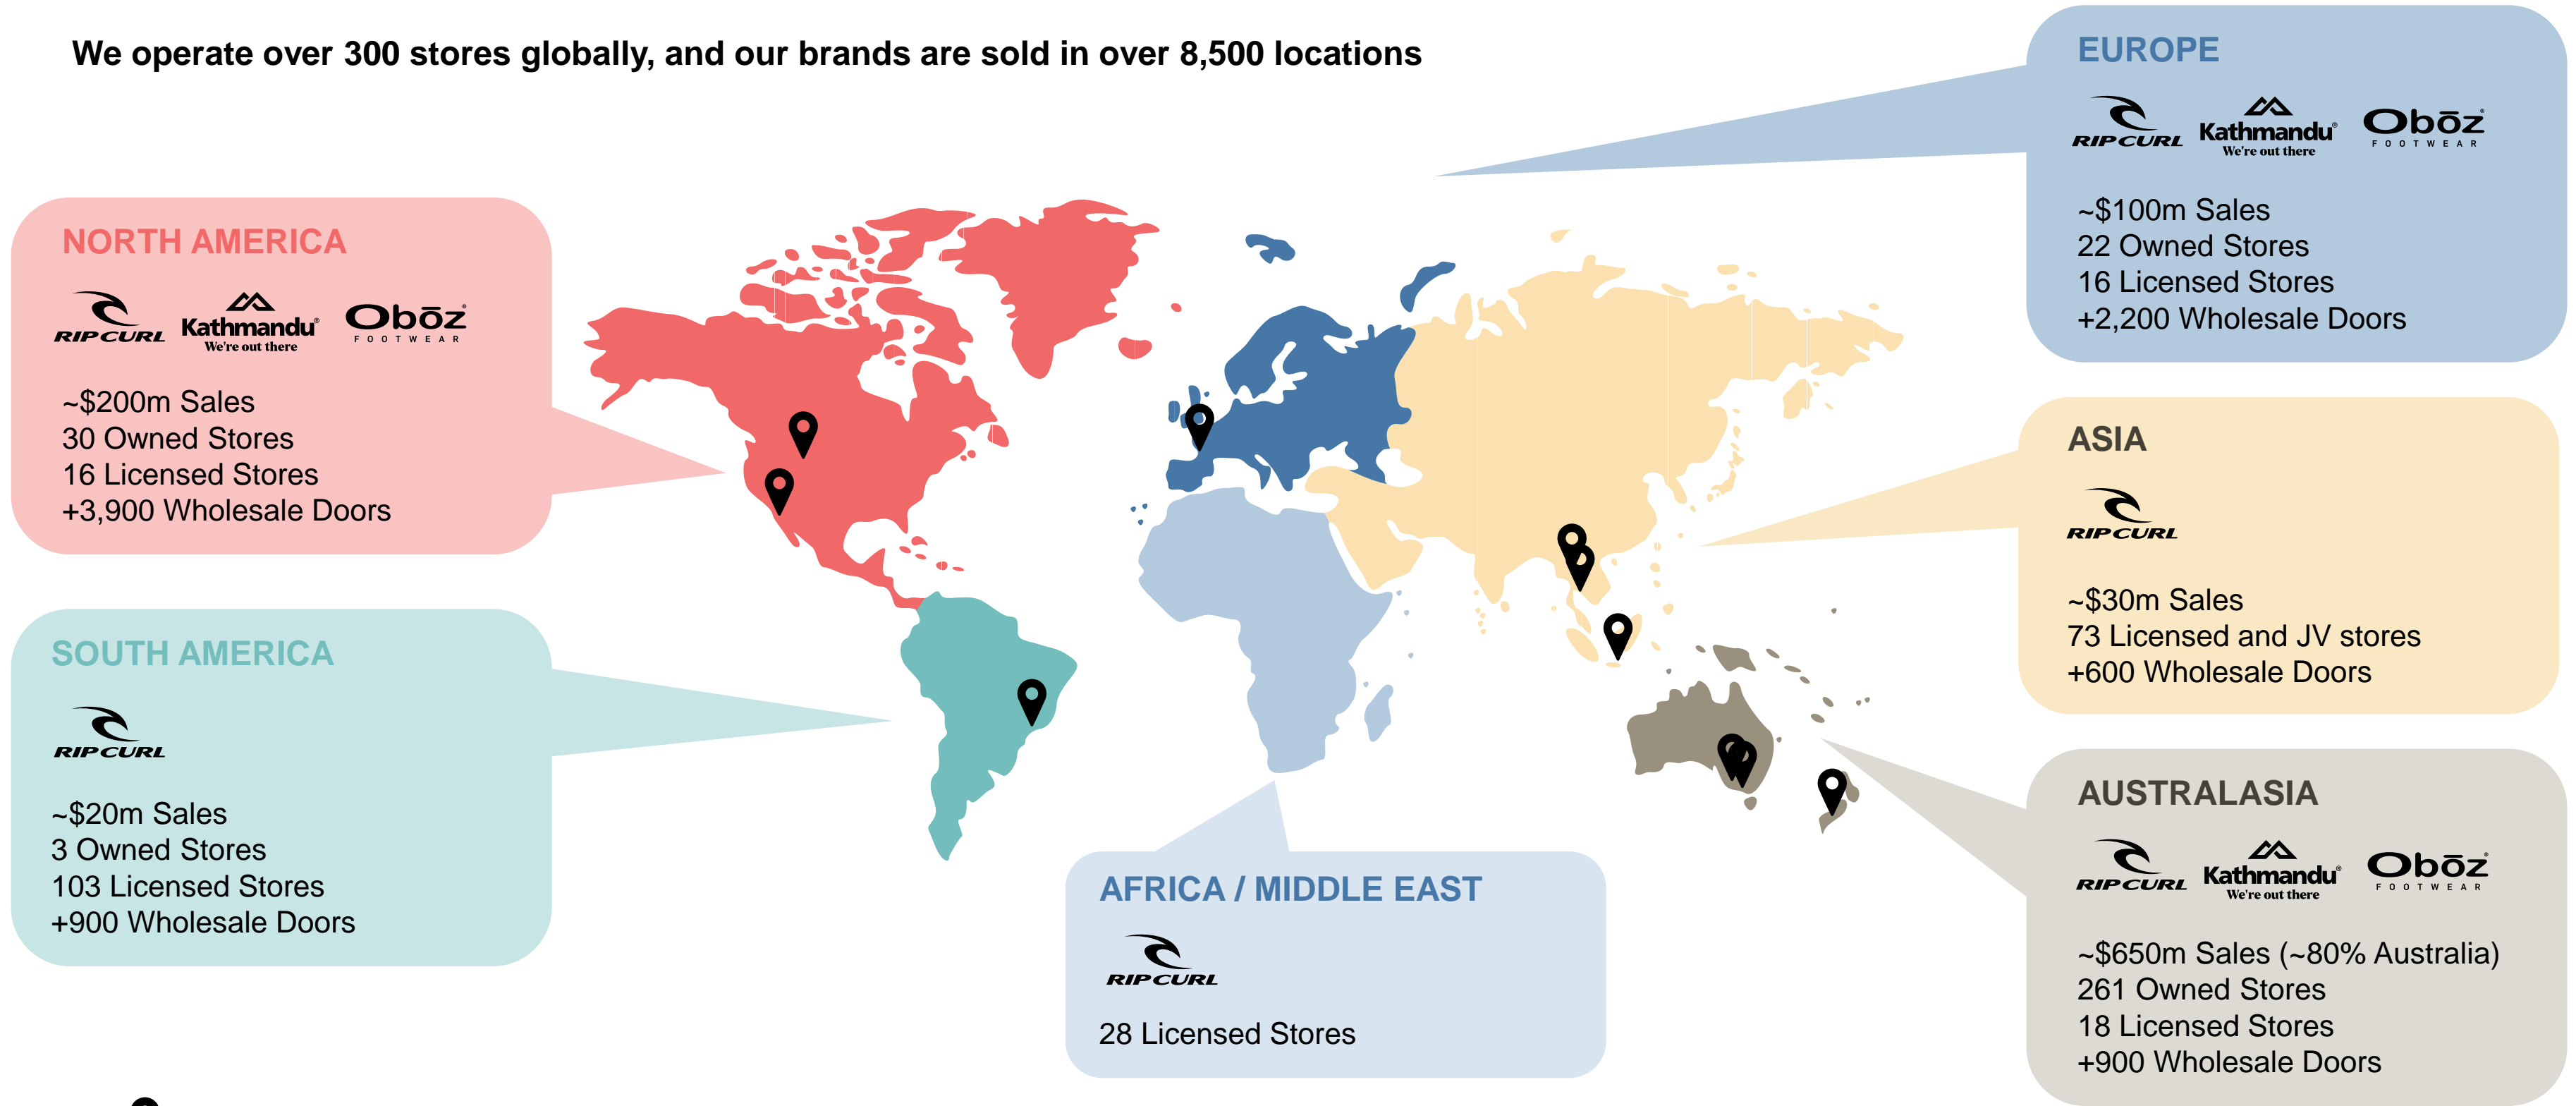 We operate over 300 stores globally, and our brands are sold in over 8,500 locations
NORTH AMERICA
RIP CURL
Kathmandu®
We're out there
Obōz®
FOOTWEAR
~$200m Sales
30 Owned Stores
16 Licensed Stores
+3,900 Wholesale Doors
SOUTH AMERICA
RIP CURL
~$20m Sales
3 Owned Stores
103 Licensed Stores
+900 Wholesale Doors
AFRICA / MIDDLE EAST
RIP CURL
28 Licensed Stores
EUROPE
RIP CURL
Kathmandu®
We're out there
Obōz®
FOOTWEAR
~$100m Sales
22 Owned Stores
16 Licensed Stores
+2,200 Wholesale Doors
ASIA
RIP CURL
~$30m Sales
73 Licensed and JV stores
+600 Wholesale Doors
AUSTRALASIA
RIP CURL
Kathmandu®
We're out there
Obōz®
FOOTWEAR
~$650m Sales (~80% Australia)
261 Owned Stores
18 Licensed Stores
+900 Wholesale Doors